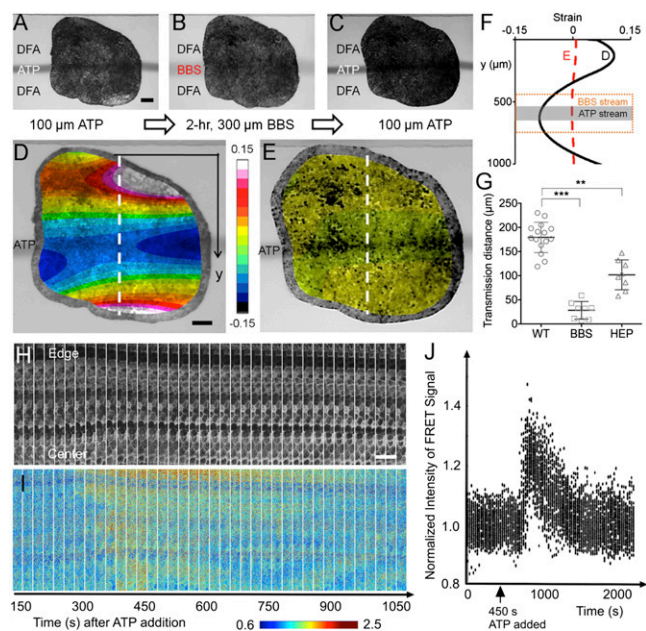 A
DFA
ATP
DFA
B
DFA
BBS
DFA
C
DFA
ATP
DFA
100 µm ATP
2-hr, 300 µm BBS
100 µm ATP
D
ATP
y
0.15
-0.15
E
ATP
F
Strain
-0.15 0 0.15
y (µm)
E
D
500
BBS stream
ATP stream
1000
G
Transmission distance (µm)
250
200
150
100
50
0
**
***
WT BBS HEP
H
Edge
Center
I
150 300 450 600 750 900 1050
Time (s) after ATP addition
0.6
2.5
J
Normalized Intensity of FRET Signal
1.4
1.2
1.0
0.8
0 1000 2000
450 s
ATP added
Time (s)